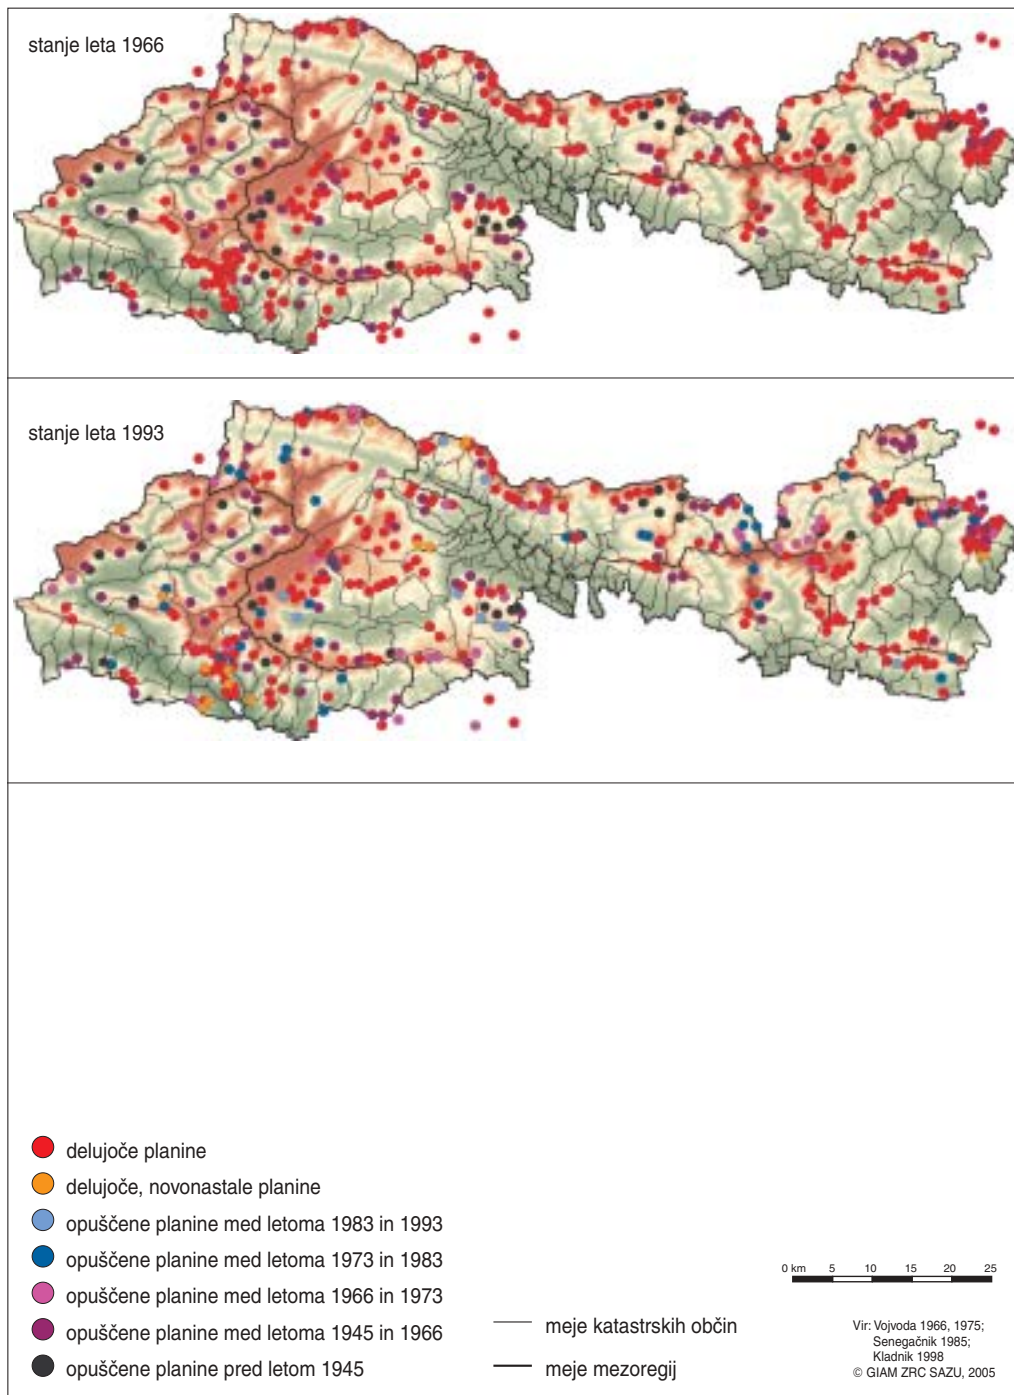 stanje leta 1966
stanje leta 1993
delujoče planine
delujoče, novonastale planine
opuščene planine med letoma 1983 in 1993
opuščene planine med letoma 1973 in 1983
opuščene planine med letoma 1966 in 1973
opuščene planine med letoma 1945 in 1966
opuščene planine pred letom 1945
meje katastrskih občin
meje mezoregij
0 km 5 10 15 20 25
Vir: Vojvoda 1966, 1975;
Senegačnik 1985;
Kladnik 1998
© GIAM ZRC SAZU, 2005